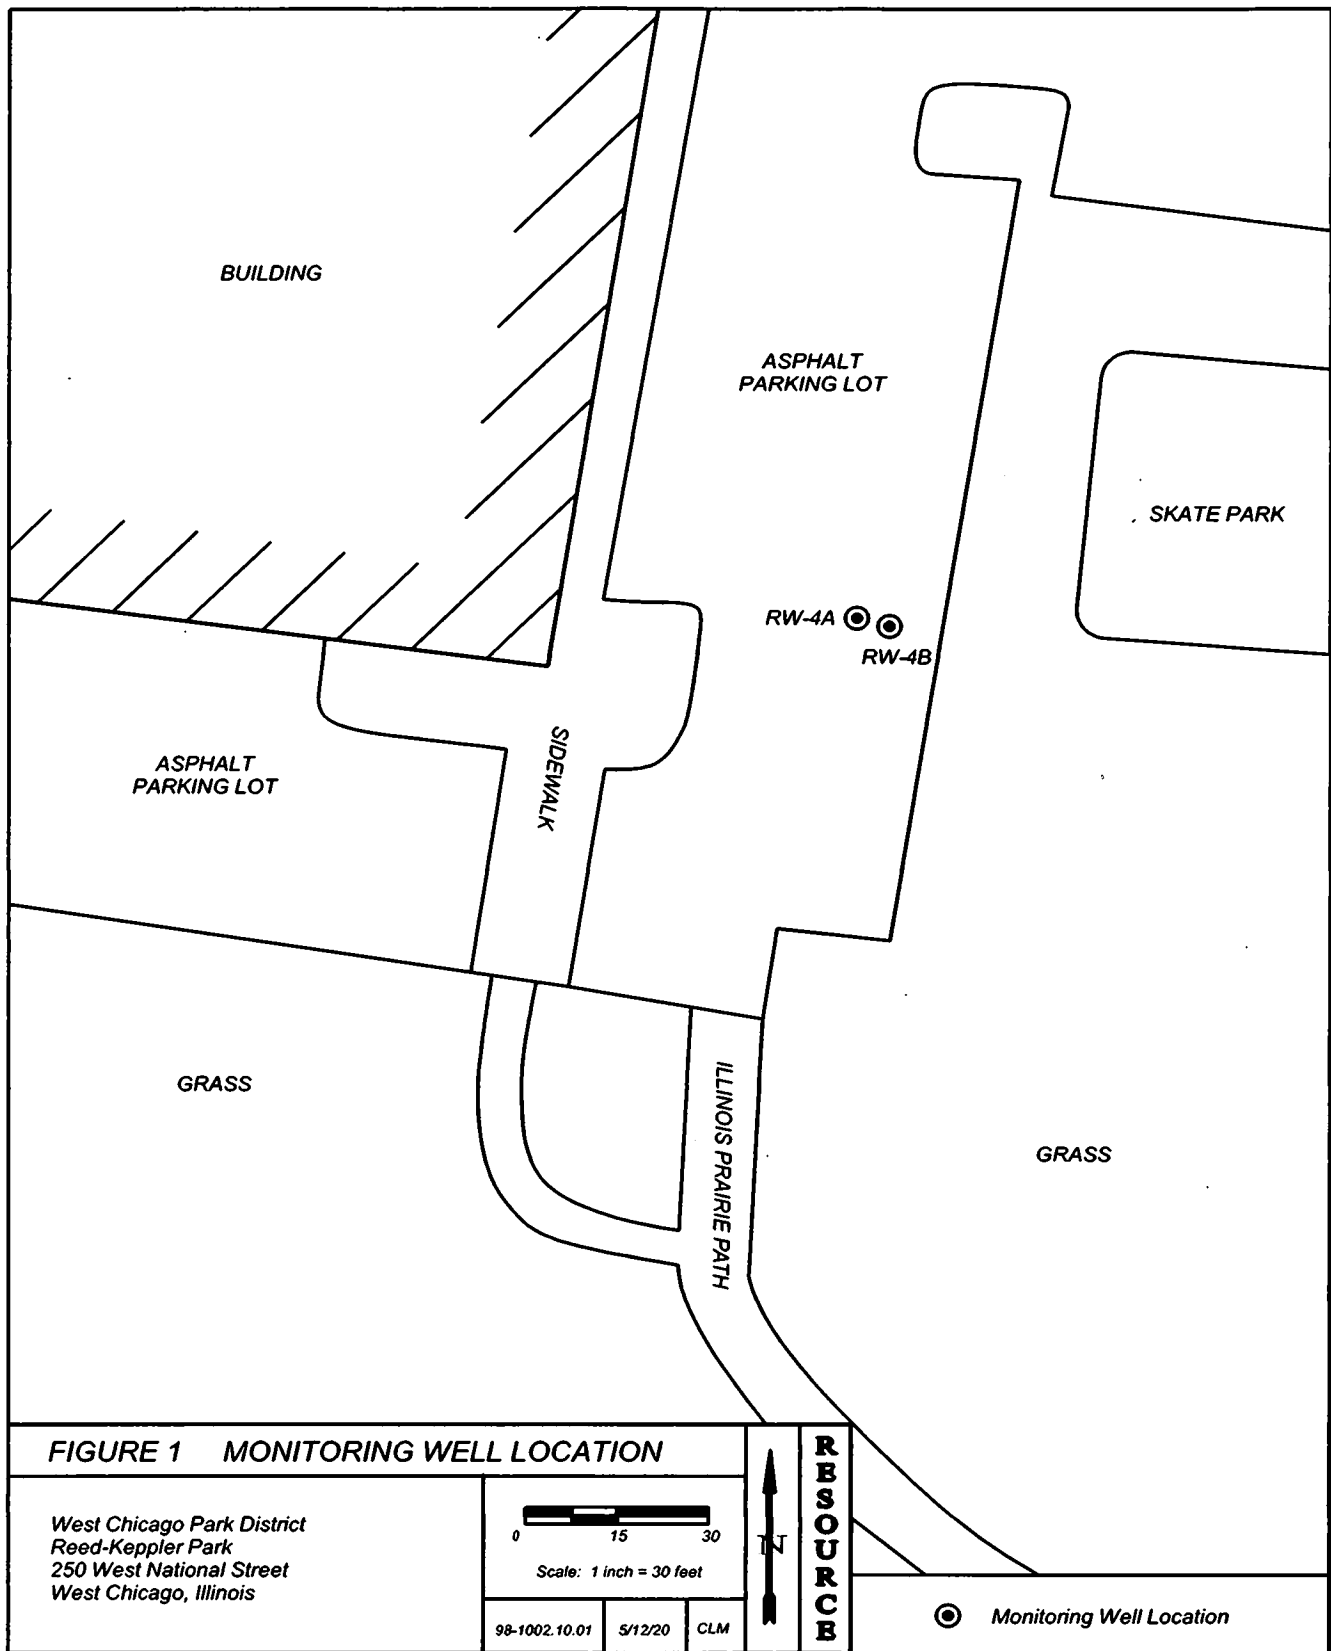 BUILDING
ASPHALT
PARKING LOT
SKATE PARK
RW-4A
RW-4B
SIDEWALK
ASPHALT
PARKING LOT
GRASS
ILLINOIS PRAIRIE PATH
GRASS
FIGURE 1 MONITORING WELL LOCATION
West Chicago Park District
Reed-Keppler Park
250 West National Street
West Chicago, Illinois
0 15 30
Scale: 1 inch = 30 feet
98-1002.10.01 5/12/20 CLM
N
RESOURCE
Monitoring Well Location